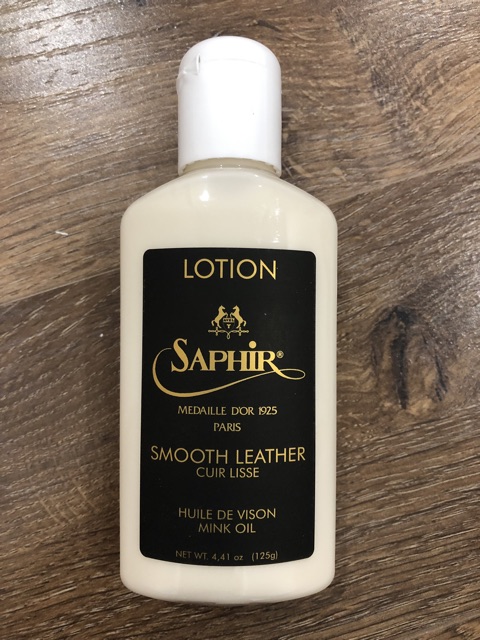 LOTION
SAPHIR®
MEDAILLE D'OR 1925
PARIS
SMOOTH LEATHER
CUIR LISSE
HUILE DE VISON
MINK OIL
NET WT. 4,41 oz (125g)